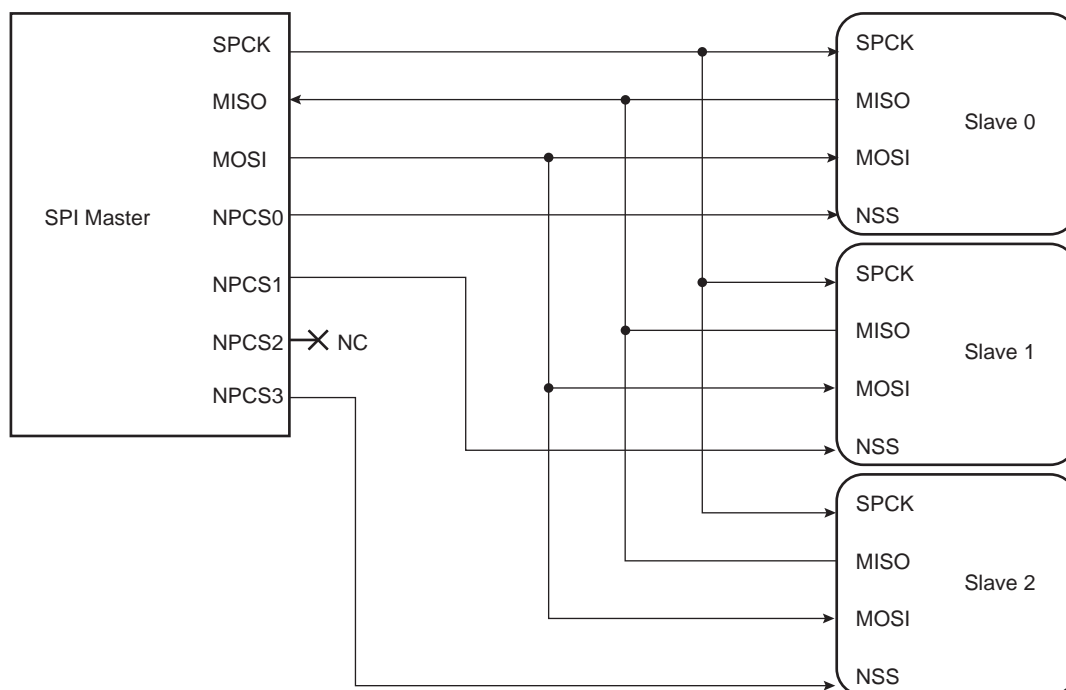 SPI Master
SPCK
MISO
MOSI
NPCS0
NPCS1
NPCS2
NC
NPCS3
SPCK
MISO
Slave 0
MOSI
NSS
SPCK
MISO
Slave 1
MOSI
NSS
SPCK
MISO
Slave 2
MOSI
NSS